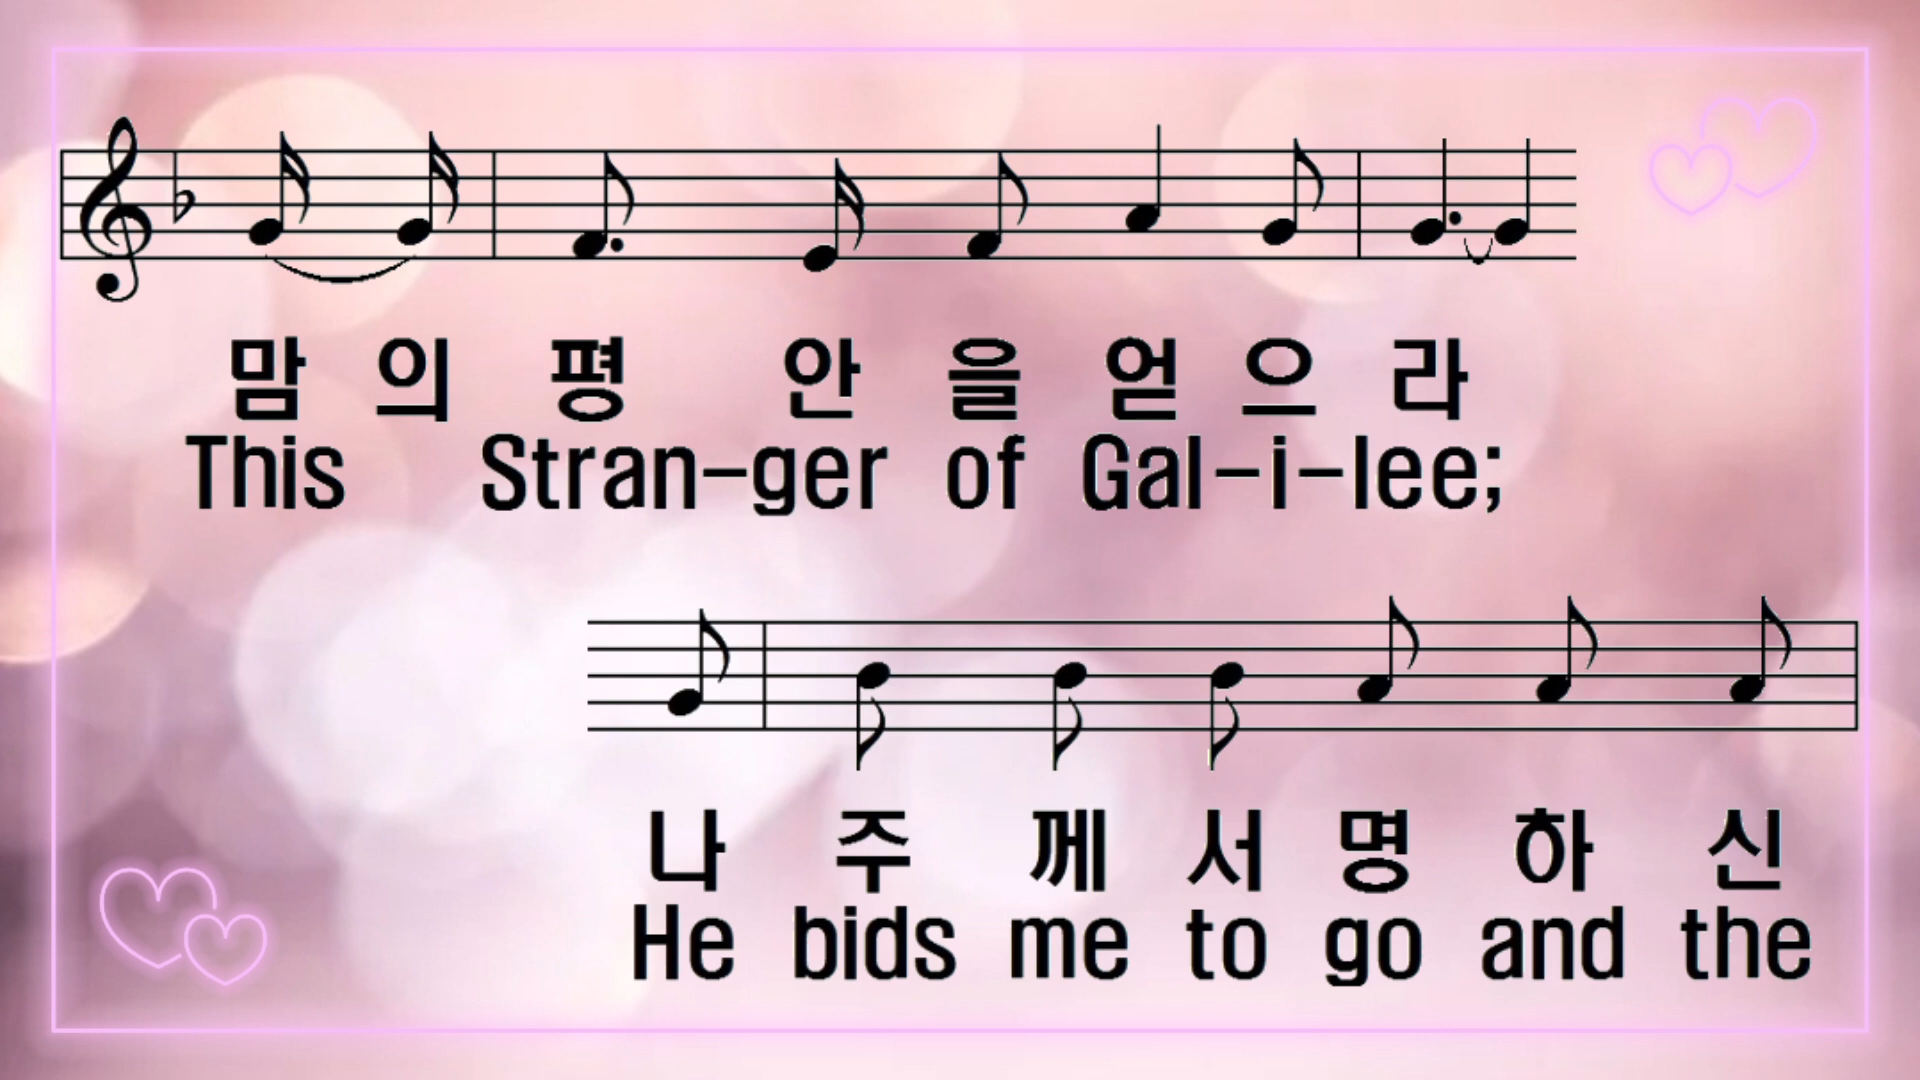 맘 의 평 안 을 얻 으 라
This Stran-ger of Gal-i-lee;
나 주 께 서 명 하 신
He bids me to go and the